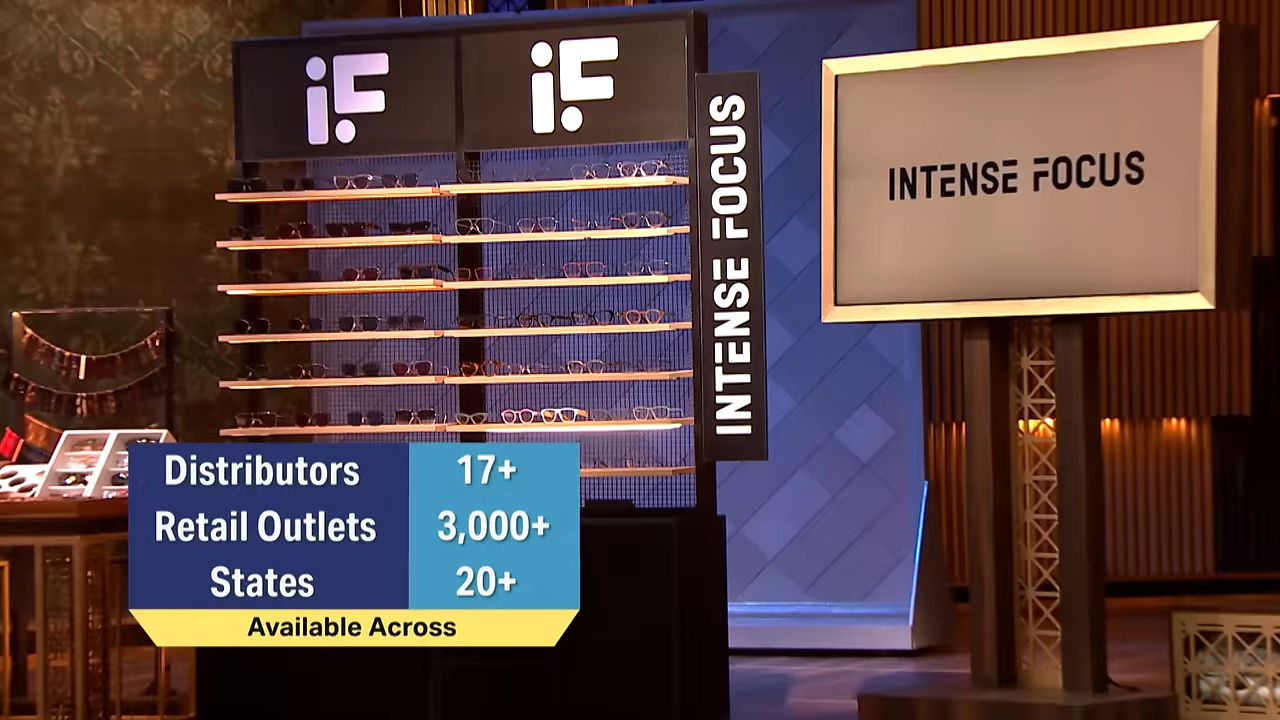 iF
iF
INTENSE FOCUS
INTENSE FOCUS
Distributors 17+
Retail Outlets 3,000+
States 20+
Available Across